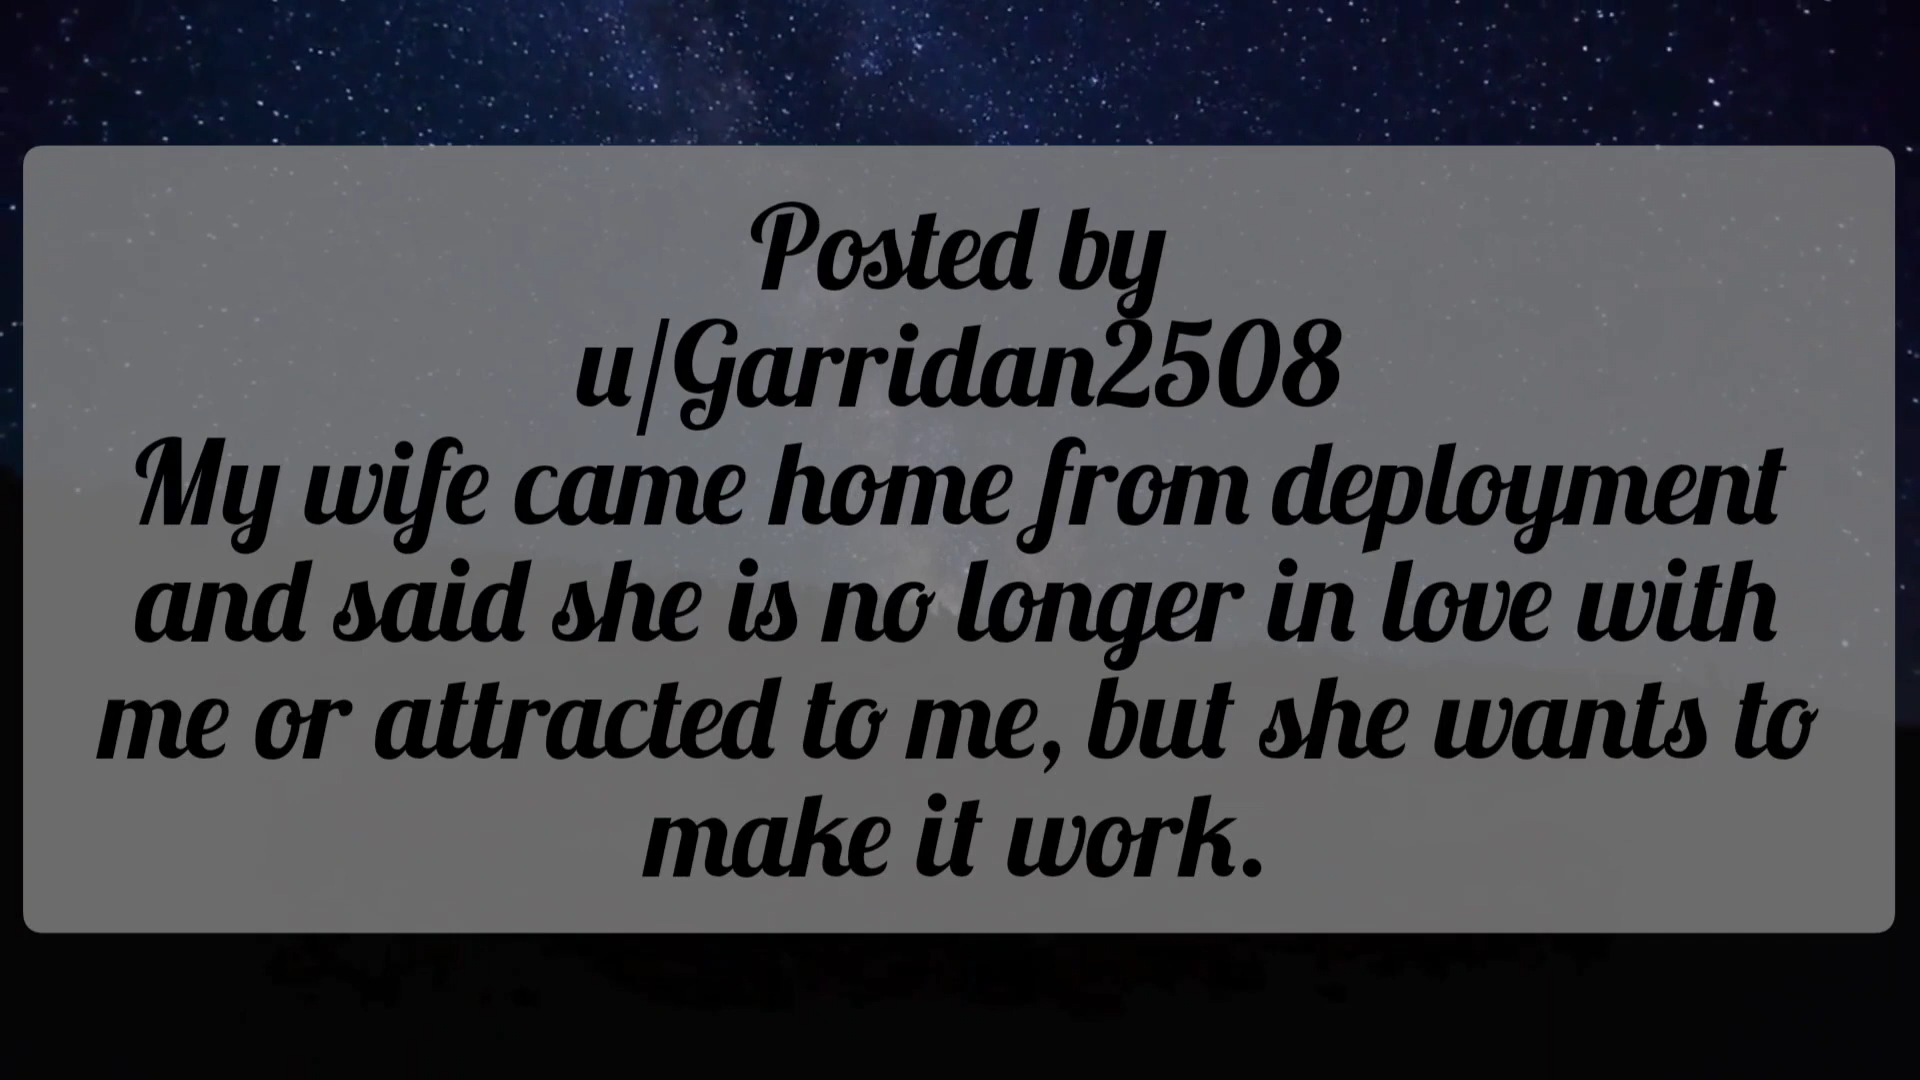 Posted by
u/Garridan2508
My wife came home from deployment
and said she is no longer in love with
me or attracted to me, but she wants to
make it work.